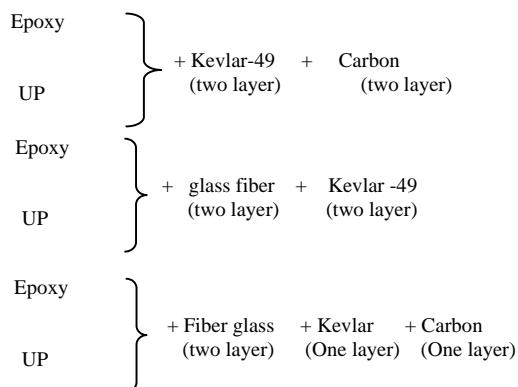 Epoxy
+ Kevlar-49 + Carbon
(two layer) (two layer)
UP
Epoxy
+ glass fiber + Kevlar -49
(two layer) (two layer)
UP
Epoxy
+ Fiber glass + Kevlar + Carbon
(two layer) (One layer) (One layer)
UP